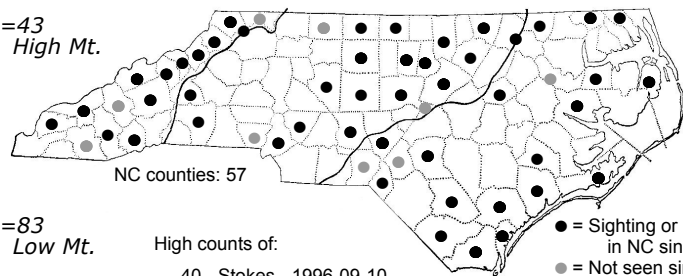 =43
High Mt.
NC counties: 57
=83
Low Mt.
High counts of:
= Sighting or
in NC sin
= Not seen si
40 - Stokes - 1996-09-10